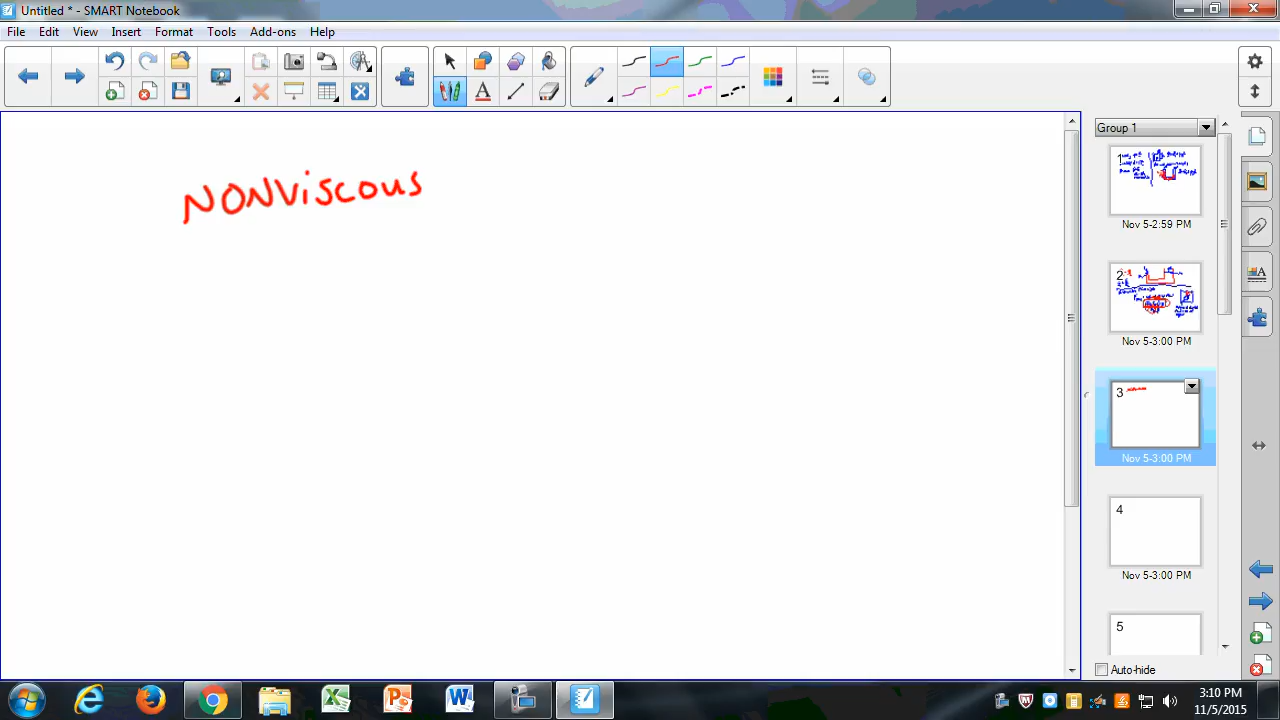 Untitled * - SMART Notebook
File Edit View Insert Format Tools Add-ons Help
NONViscous
Group 1
Nov 5-2:59 PM
2
Nov 5-3:00 PM
3
Nov 5-3:00 PM
4
Nov 5-3:00 PM
5
Auto-hide
3:10 PM
11/5/2015